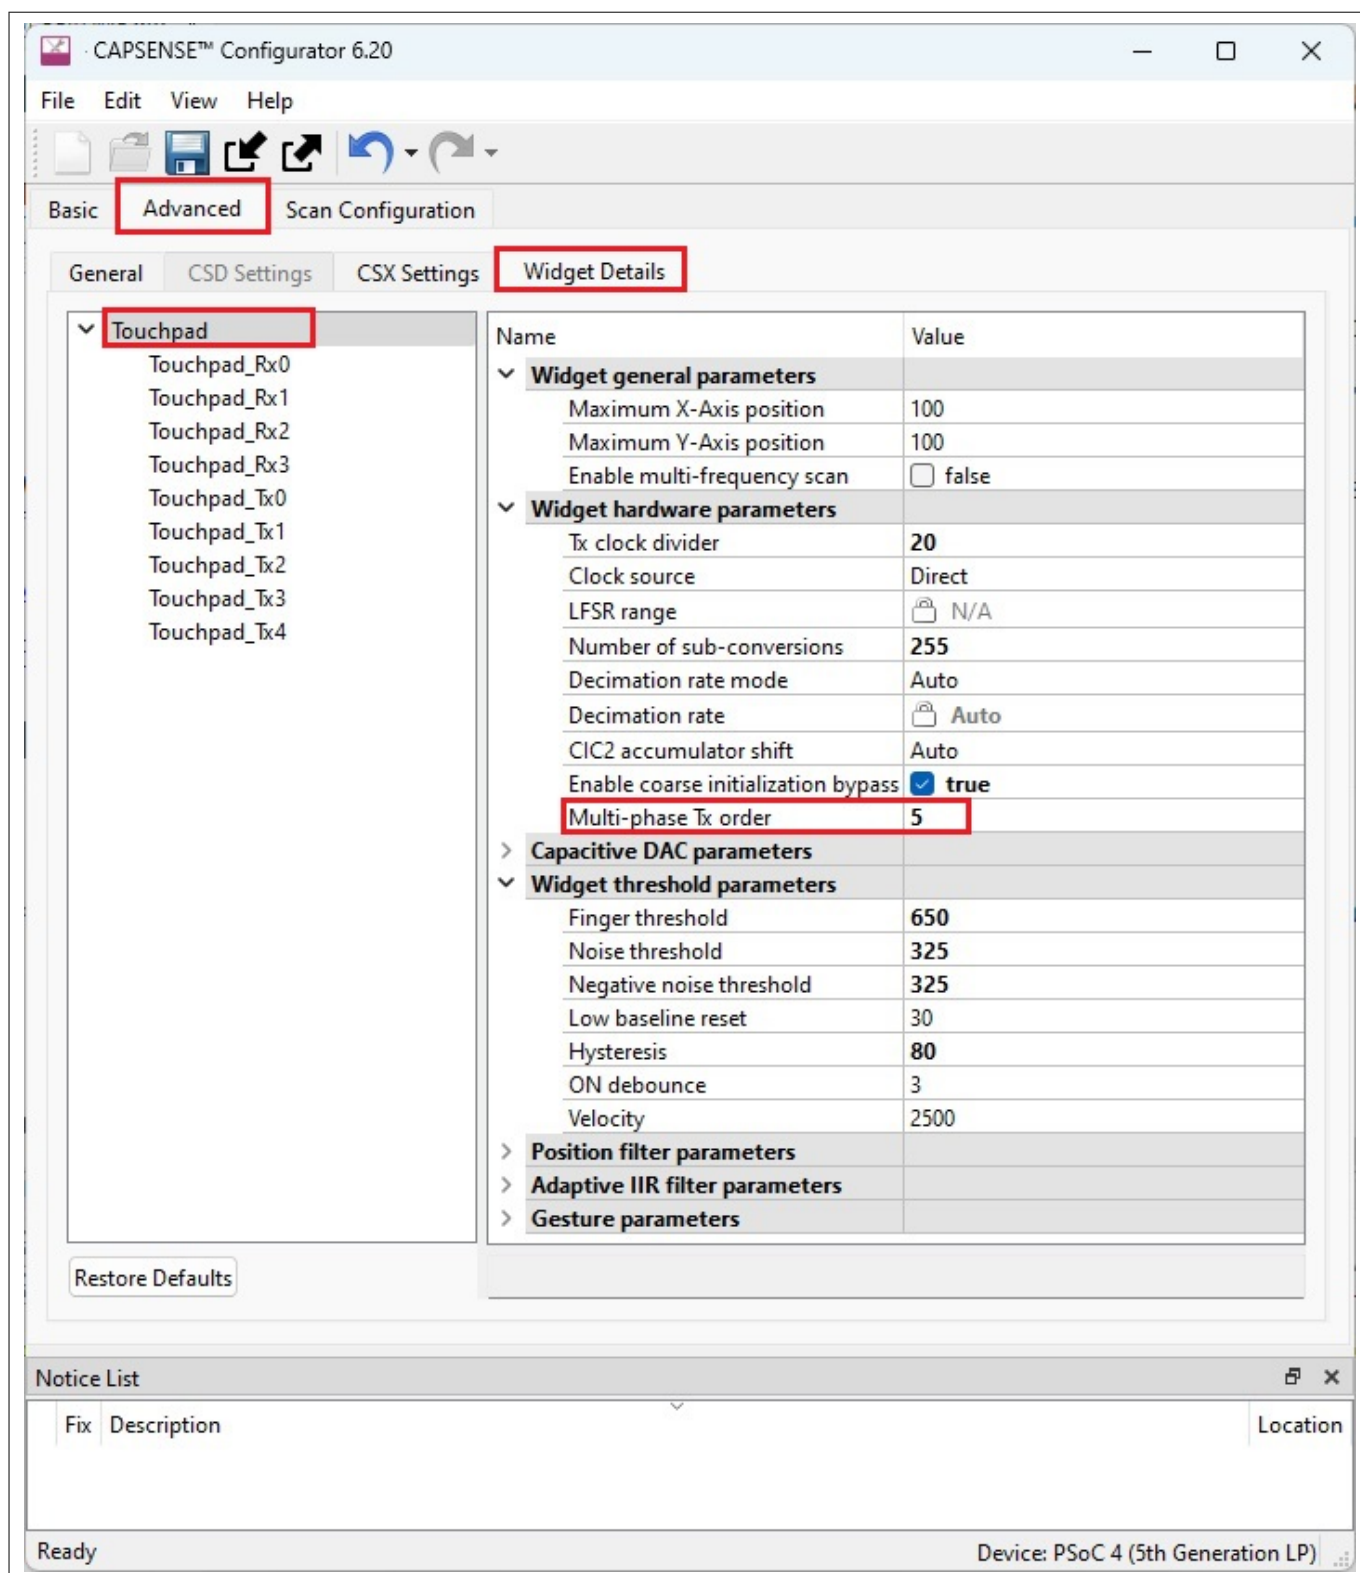 CAPSENSE™ Configurator 6.20
File Edit View Help
Basic Advanced Scan Configuration
General CSD Settings CSX Settings Widget Details
Touchpad
Touchpad_Rx0
Touchpad_Rx1
Touchpad_Rx2
Touchpad_Rx3
Touchpad_Tx0
Touchpad_Tx1
Touchpad_Tx2
Touchpad_Tx3
Touchpad_Tx4
Name Value
Widget general parameters
Maximum X-Axis position 100
Maximum Y-Axis position 100
Enable multi-frequency scan false
Widget hardware parameters
Tx clock divider 20
Clock source Direct
LFSR range N/A
Number of sub-conversions 255
Decimation rate mode Auto
Decimation rate Auto
CIC2 accumulator shift Auto
Enable coarse initialization bypass true
Multi-phase Tx order 5
Capacitive DAC parameters
Widget threshold parameters
Finger threshold 650
Noise threshold 325
Negative noise threshold 325
Low baseline reset 30
Hysteresis 80
ON debounce 3
Velocity 2500
Position filter parameters
Adaptive IIR filter parameters
Gesture parameters
Restore Defaults
Notice List
Fix Description Location
Ready Device: PSoC 4 (5th Generation LP)